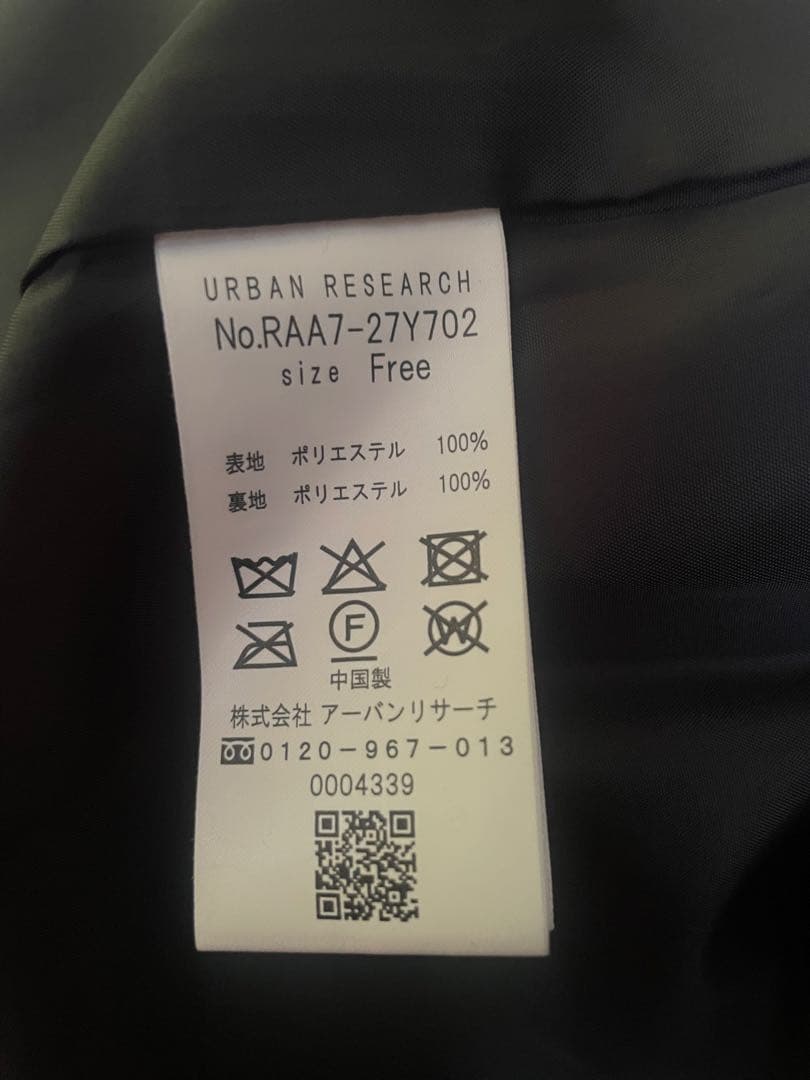 URBAN RESEARCH
No.RAA7-27Y702
size Free
表地 ポリエステル 100%
裏地 ポリエステル 100%
F W
中国製
株式会社 アーバンリサーチ
0120-967-013
0004339